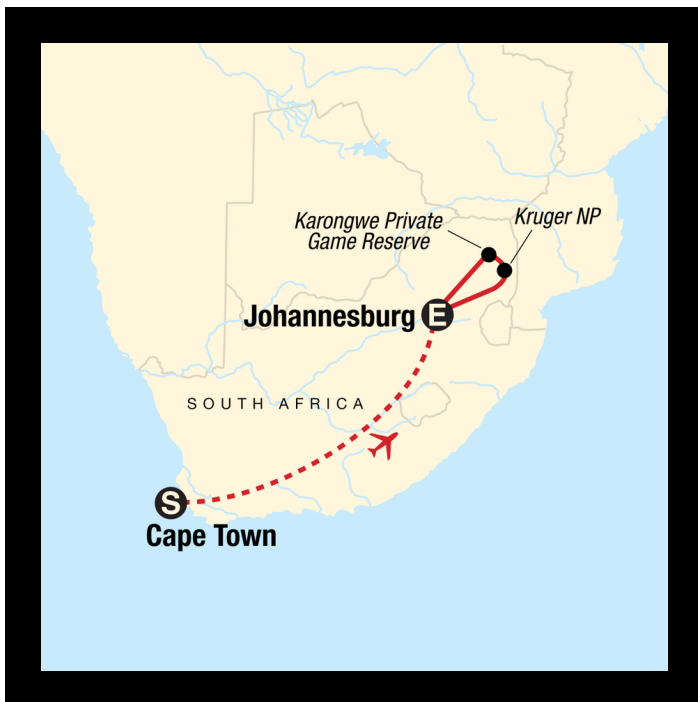 Karongwe Private
Game Reserve
Kruger NP
Johannesburg
E
SOUTH AFRICA
S
Cape Town